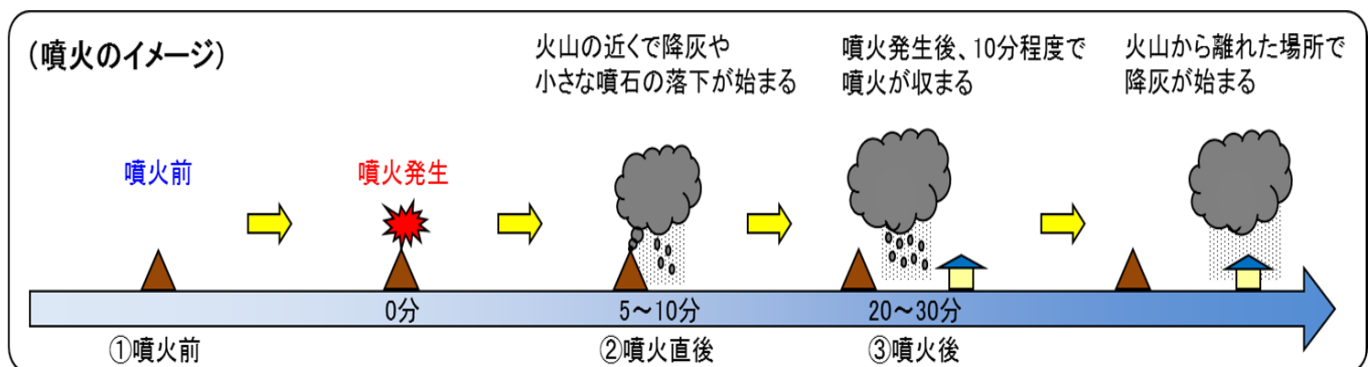 (噴火のイメージ)
火山の近くで降灰や
小さな噴石の落下が始まる
噴火発生後、10分程度で
噴火が収まる
火山から離れた場所で
降灰が始まる
噴火前
噴火発生
0分
5～10分
20～30分
①噴火前
②噴火直後
③噴火後